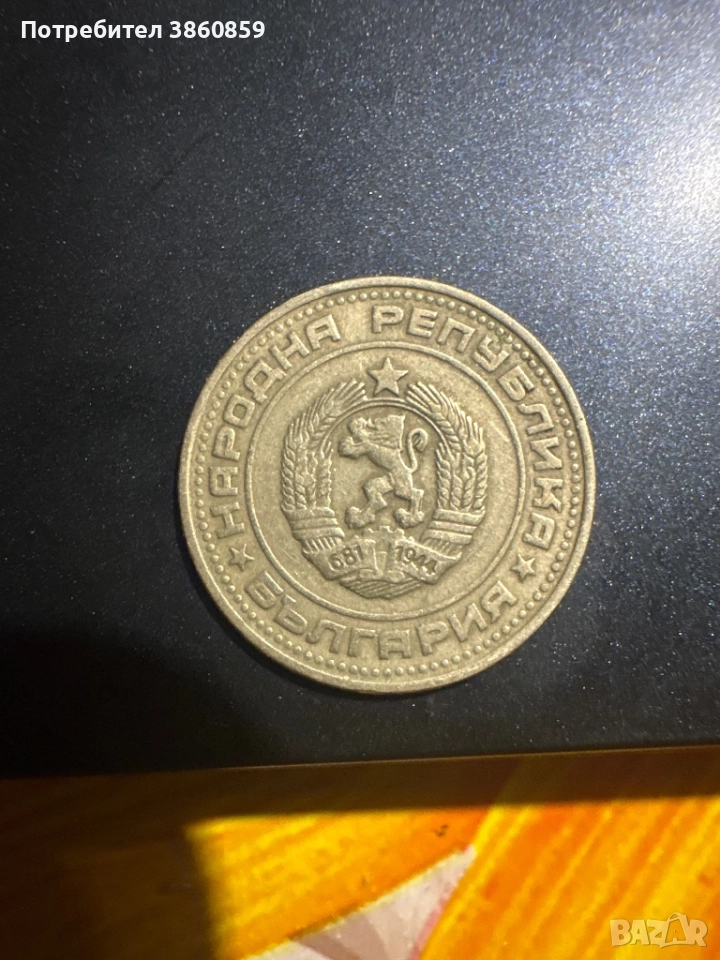 Потребител 3860859
НАРОДНА РЕПУБЛИКА
681 1944
БЪЛГАРИЯ
BAZAR